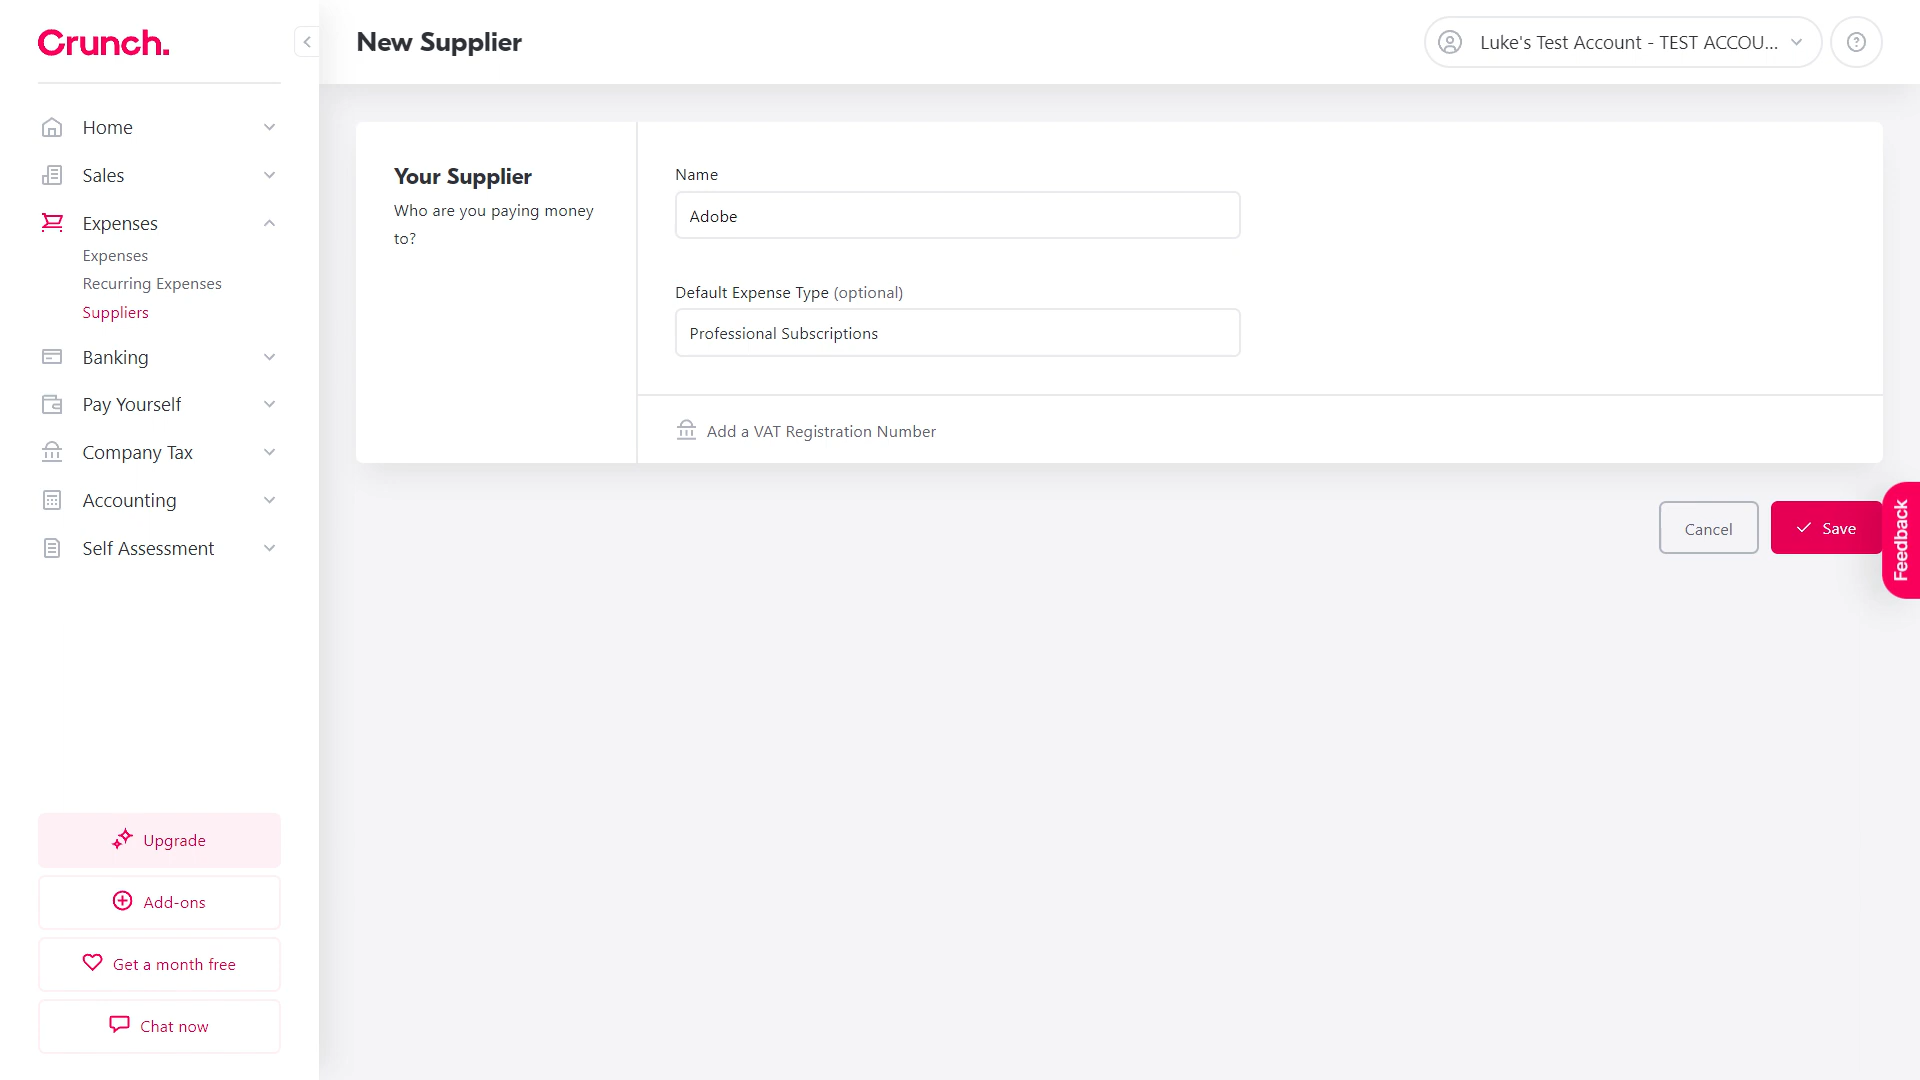 Crunch.
New Supplier
Luke's Test Account - TEST ACCOU...
Home
Sales
Expenses
Expenses
Recurring Expenses
Suppliers
Banking
Pay Yourself
Company Tax
Accounting
Self Assessment
Upgrade
Add-ons
Get a month free
Chat now
Your Supplier
Who are you paying money
to?
Name
Adobe
Default Expense Type (optional)
Professional Subscriptions
Add a VAT Registration Number
Cancel
Save
Feedback